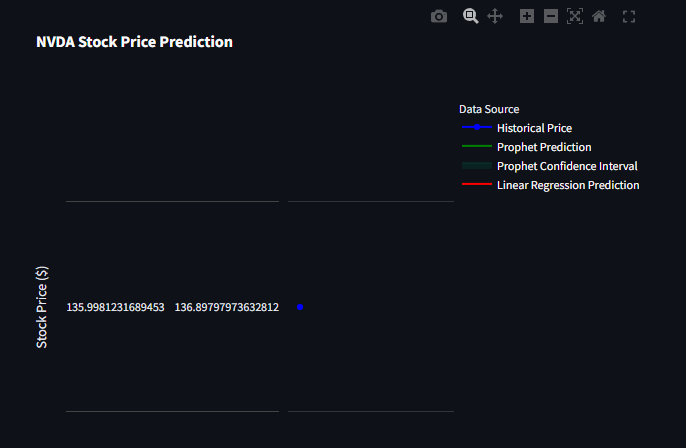 NVDA Stock Price Prediction
Data Source
Historical Price
Prophet Prediction
Prophet Confidence Interval
Linear Regression Prediction
Stock Price ($)
135.9981231689453 136.89797973632812